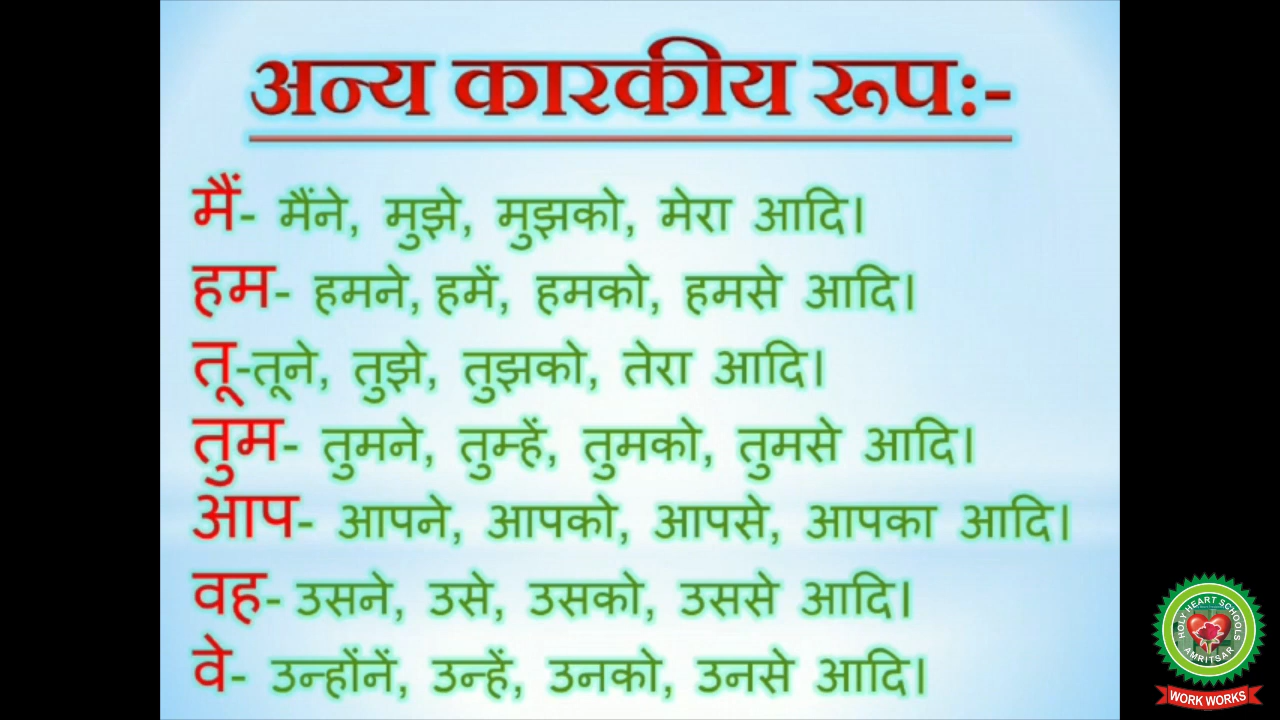 अन्य कारकीय रूप:-
मैं- मैंने, मुझे, मुझको, मेरा आदि।
हम- हमने, हमें, हमको, हमसे आदि।
तू-तूने, तुझे, तुझको, तेरा आदि।
तुम- तुमने, तुम्हें, तुमको, तुमसे आदि।
आप- आपने, आपको, आपसे, आपका आदि।
वह- उसने, उसे, उसको, उससे आदि।
वे- उन्होंनें, उन्हें, उनको, उनसे आदि।
HOLY HEART SCHOOLS
AMRITSAR
WORK WORKS